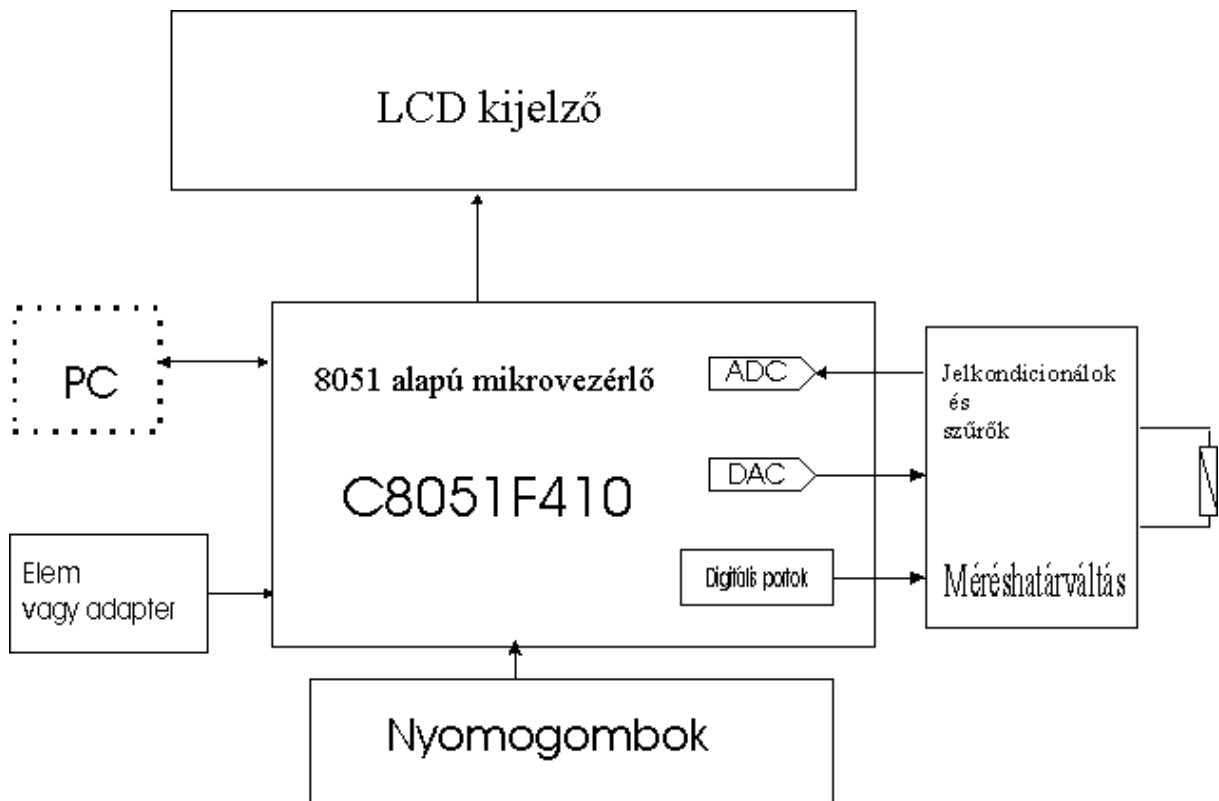 LCD kijelző
PC
8051 alapú mikrovezérlő
C8051F410
ADC
DAC
Digitális portok
Jelkondicionálok
és
szűrők
Méréshatárváltás
Elem
vagy adapter
Nyomogombok